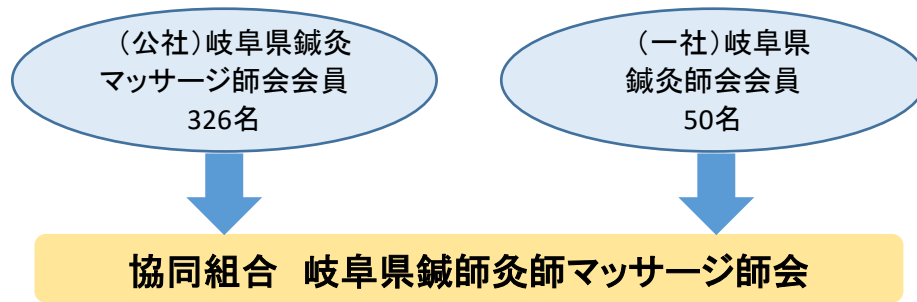 （公社）岐阜県鍼灸
マッサージ師会会員
326名
（一社）岐阜県
鍼灸師会会員
50名
協同組合　岐阜県鍼師灸師マッサージ師会